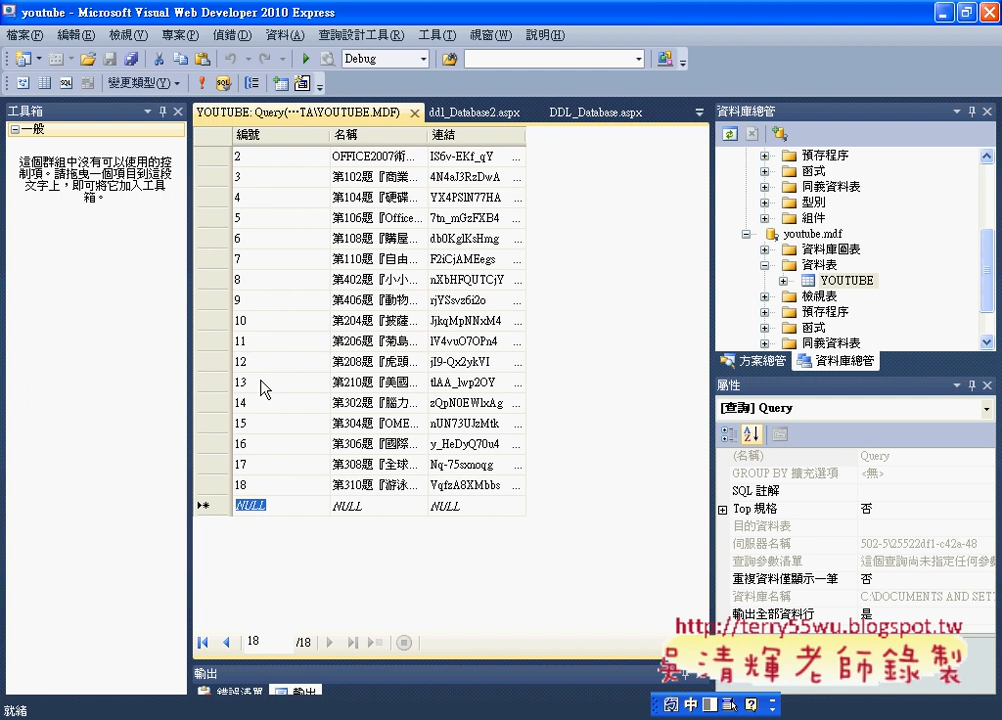 youtube - Microsoft Visual Web Developer 2010 Express
檔案(F) 編輯(E) 檢視(V) 專案(P) 偵錯(D) 資料(A) 查詢設計工具(R) 工具(T) 視窗(W) 說明(H)
Debug
變更類型(Y)
工具箱
一般
這個群組中沒有可以使用的控
制項。請拖曳一個項目到這段
文字上，即可將它加入工具
箱。
YOUTUBE: Query(···TA\YOUTUBE.MDF) ddl_Database2.aspx DDL_Database.aspx
編號 名稱 連結
2 OFFICE2007術... IS6v-EKf_qY ...
3 第102題『商業... 4N4aJ3RzDwA ...
4 第104題『硬碟... YX4PSlN77HA ...
5 第106題『Office... 7tn_mGzFXB4 ...
6 第108題『購屋... db0KglKsHmg ...
7 第110題『自由... F2iCjAMEegs ...
8 第402題『小小... nXbHFQUTCjY ...
9 第406題『動物... rjYSsvz6i2o ...
10 第204題『披薩... JjkqMpNNxM4 ...
11 第206題『菊島... lV4vuO7OPn4 ...
12 第208題『虎頭... jI9-Qx2ykVI ...
13 第210題『美國... tlAA_lwp2OY ...
14 第302題『腦力... zQpN0EWlxAg ...
15 第304題『OME... nUN73UJzMtk ...
16 第306題『國際... y_HeDyQ70u4 ...
17 第308題『全球... Nq-75sxnoqg ...
18 第310題『游泳... VqfzA8XMbbs ...
NULL NULL NULL
18 /18
輸出
錯誤清單 輸出
就緒
資料庫總管
預存程序
函式
同義資料表
型別
組件
youtube.mdf
資料庫圖表
資料表
YOUTUBE
檢視表
預存程序
函式
同義資料表
方案總管 資料庫總管
屬性
[查詢] Query
(名稱) Query
GROUP BY 擴充選項 <無>
SQL 註解
Top 規格 否
目的資料表
伺服器名稱 502-5\25522df1-c42a-48
查詢參數清單 這個查詢尚未指定任何參數
重複資料僅顯示一筆 否
資料庫名稱 C:\DOCUMENTS AND SET
輸出全部資料行 是
http://terry55wu.blogspot.tw
吳清輝老師錄製
中